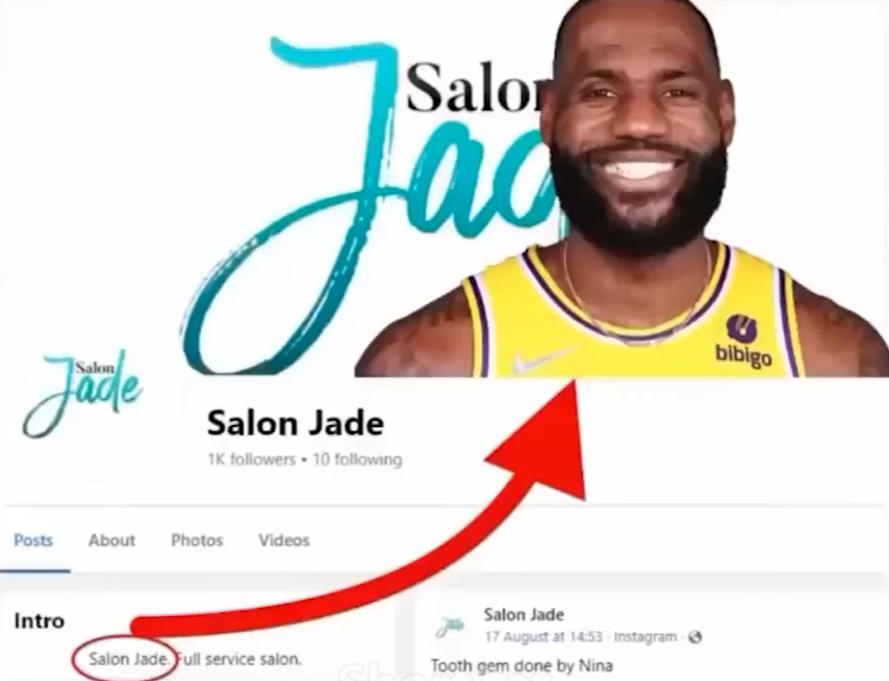 Salon
Jade
bibigo
Salon
Jade
Salon Jade
1K followers • 10 following
Posts About Photos Videos
Intro
Salon Jade. Full service salon.
Salon Jade
17 August at 14:53 · Instagram ·
Tooth gem done by Nina